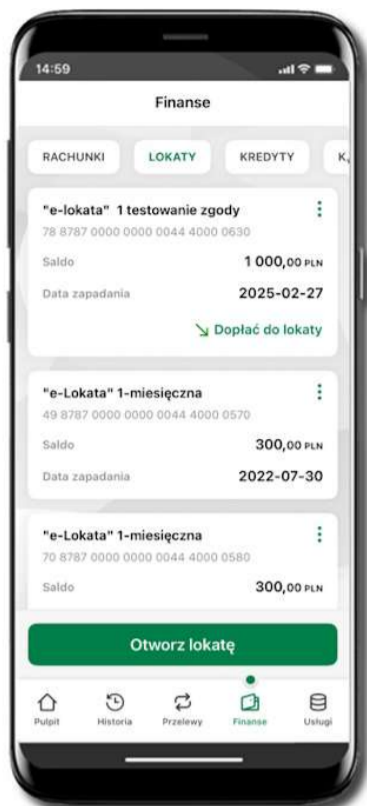 14:59
Finanse
RACHUNKI LOKATY KREDYTY K
"e-lokata" 1 testowanie zgody
78 8787 0000 0000 0044 4000 0630
Saldo 1 000,00 PLN
Data zapadania 2025-02-27
Dopłać do lokaty
"e-Lokata" 1-miesięczna
49 8787 0000 0000 0044 4000 0570
Saldo 300,00 PLN
Data zapadania 2022-07-30
"e-Lokata" 1-miesięczna
70 8787 0000 0000 0044 4000 0580
Saldo 300,00 PLN
Otworz lokatę
Pulpit Historia Przelewy Finanse Usługi